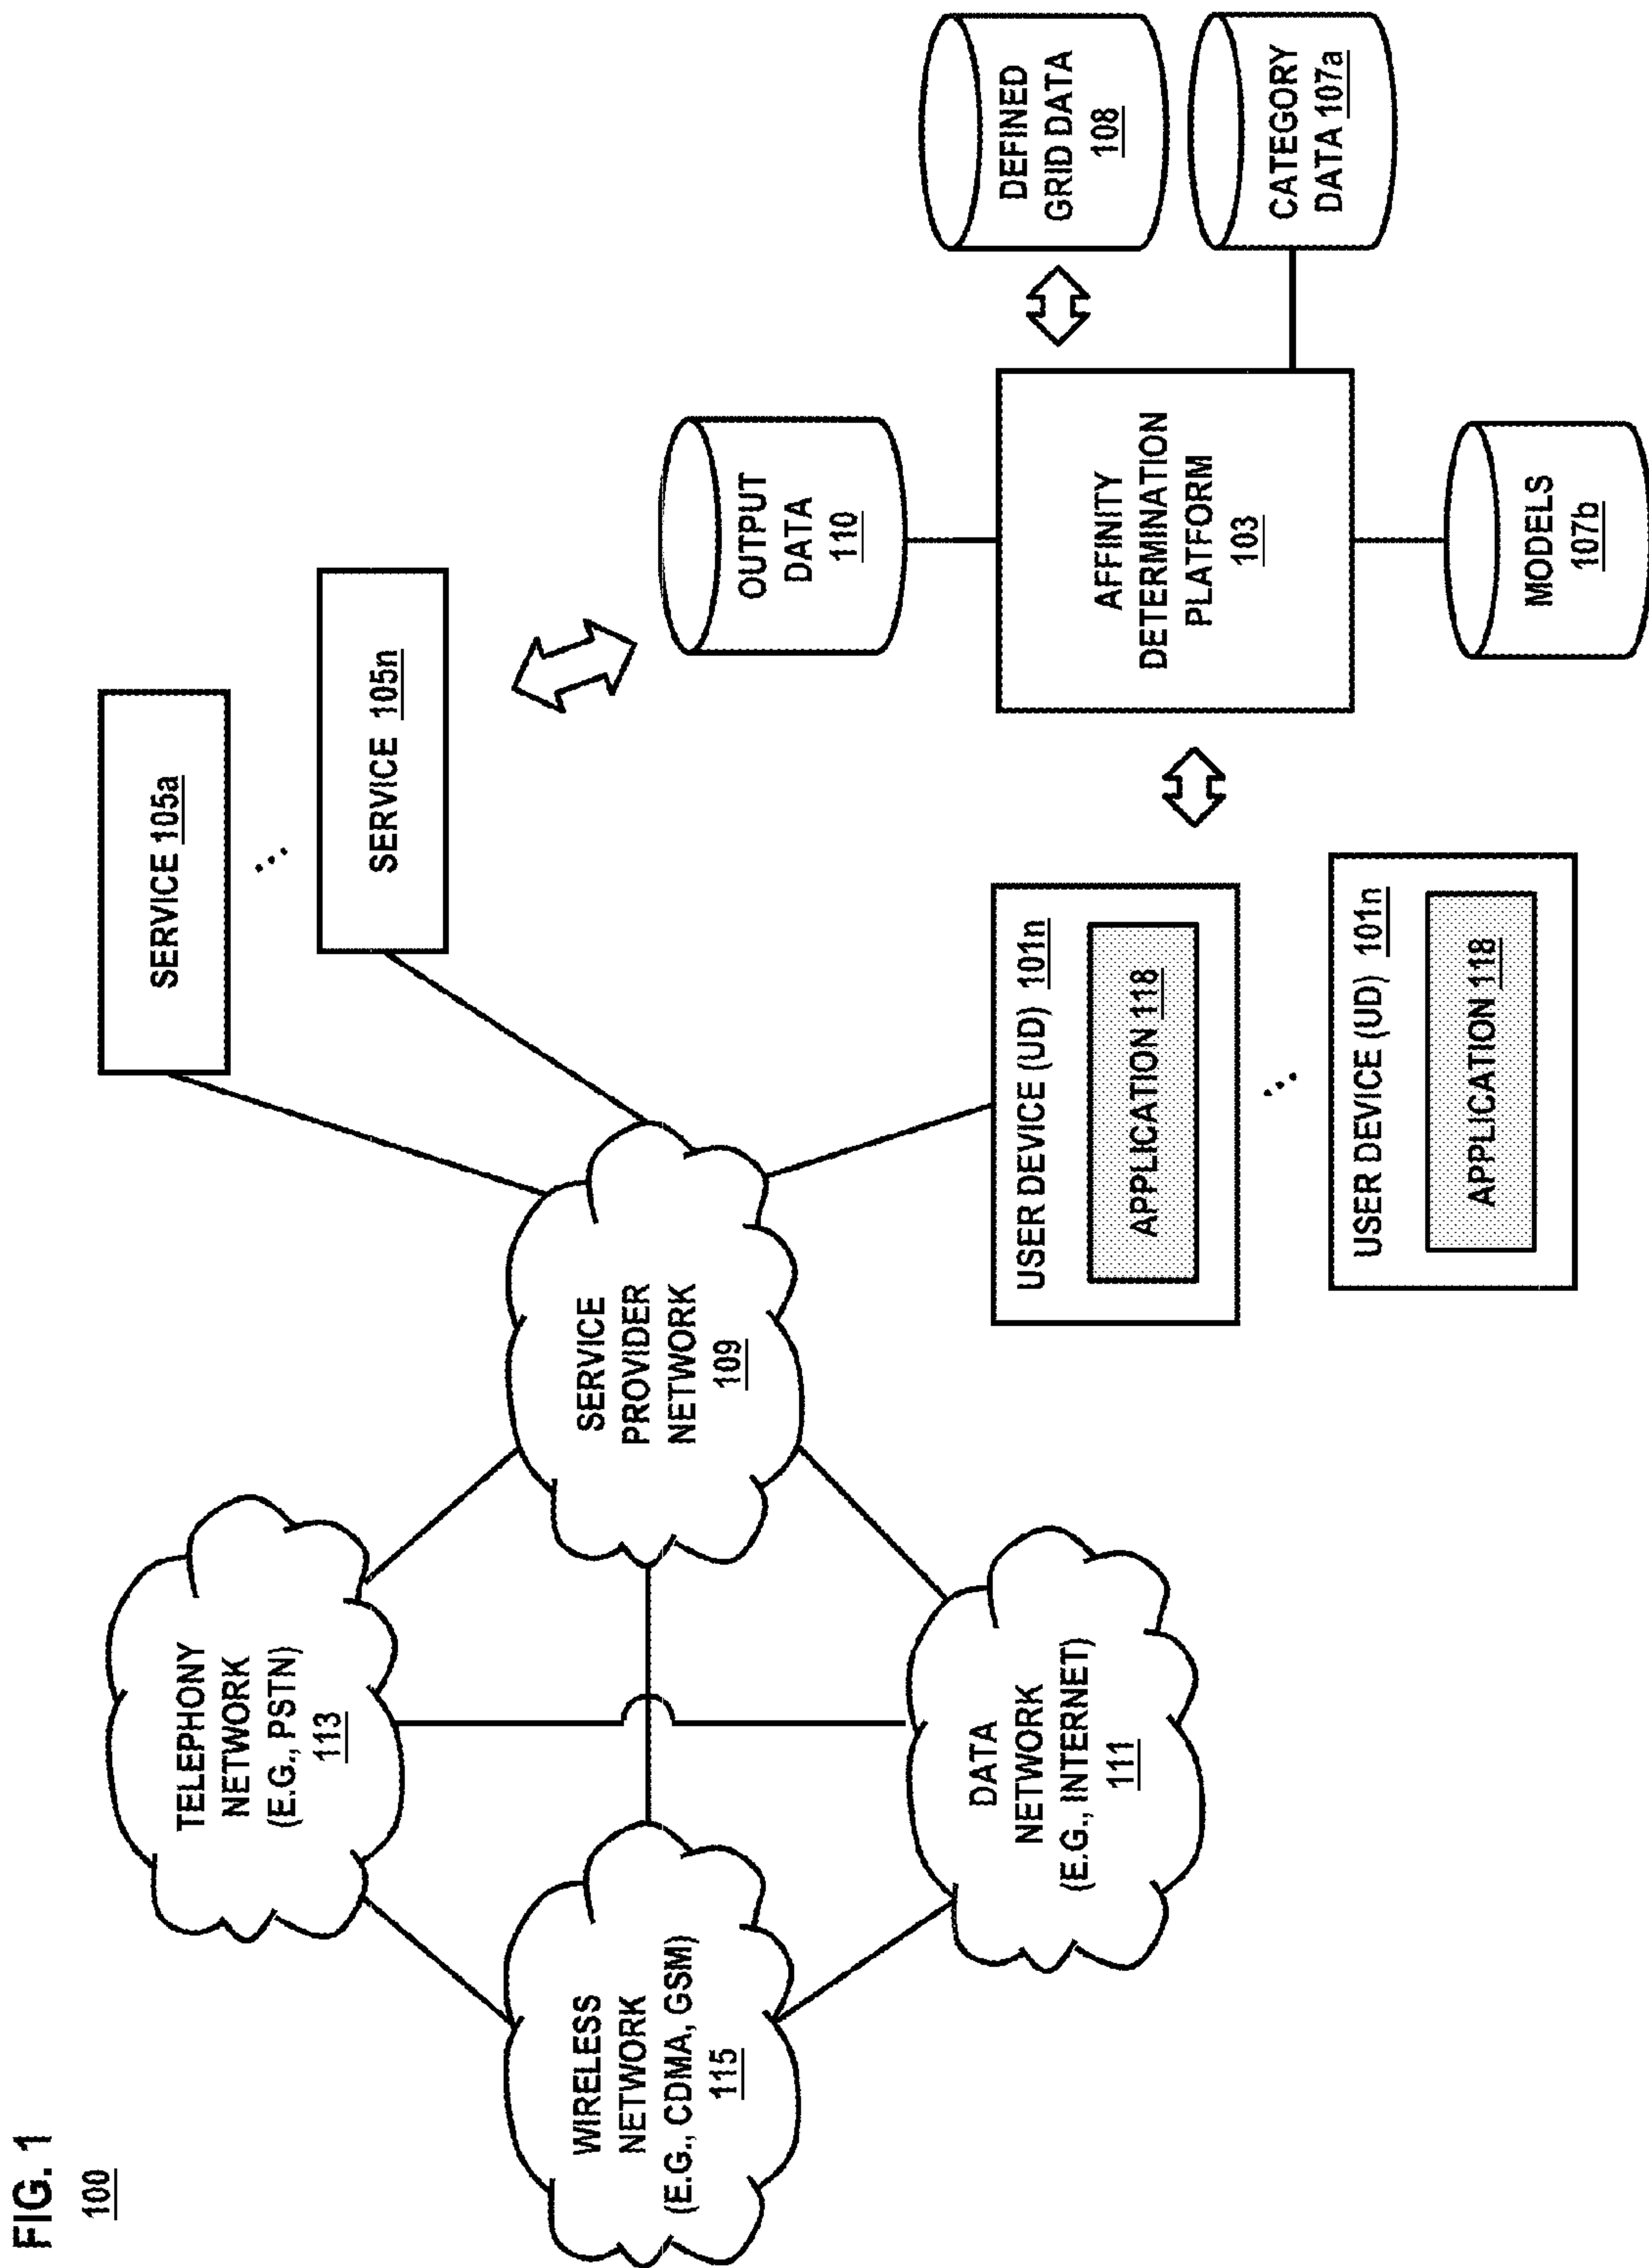 FIG. 1
100
TELEPHONY
NETWORK
(E.G., PSTN)
113
WIRELESS
NETWORK
(E.G., CDMA, GSM)
115
DATA
NETWORK
(E.G., INTERNET)
111
SERVICE
PROVIDER
NETWORK
109
SERVICE 105a
...
SERVICE 105n
USER DEVICE (UD) 101n
APPLICATION 118
...
USER DEVICE (UD) 101n
APPLICATION 118
OUTPUT
DATA
110
AFFINITY
DETERMINATION
PLATFORM
103
MODELS
107b
DEFINED
GRID DATA
108
CATEGORY
DATA 107a